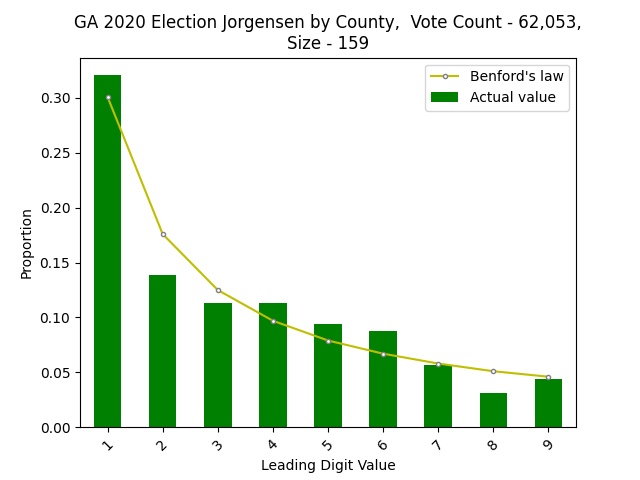 GA 2020 Election Jorgensen by County,  Vote Count - 62,053,
Size - 159
Benford's law
Actual value
0.30
0.25
0.20
0.15
0.10
0.05
0.00
Proportion
1 2 3 4 5 6 7 8 9
Leading Digit Value